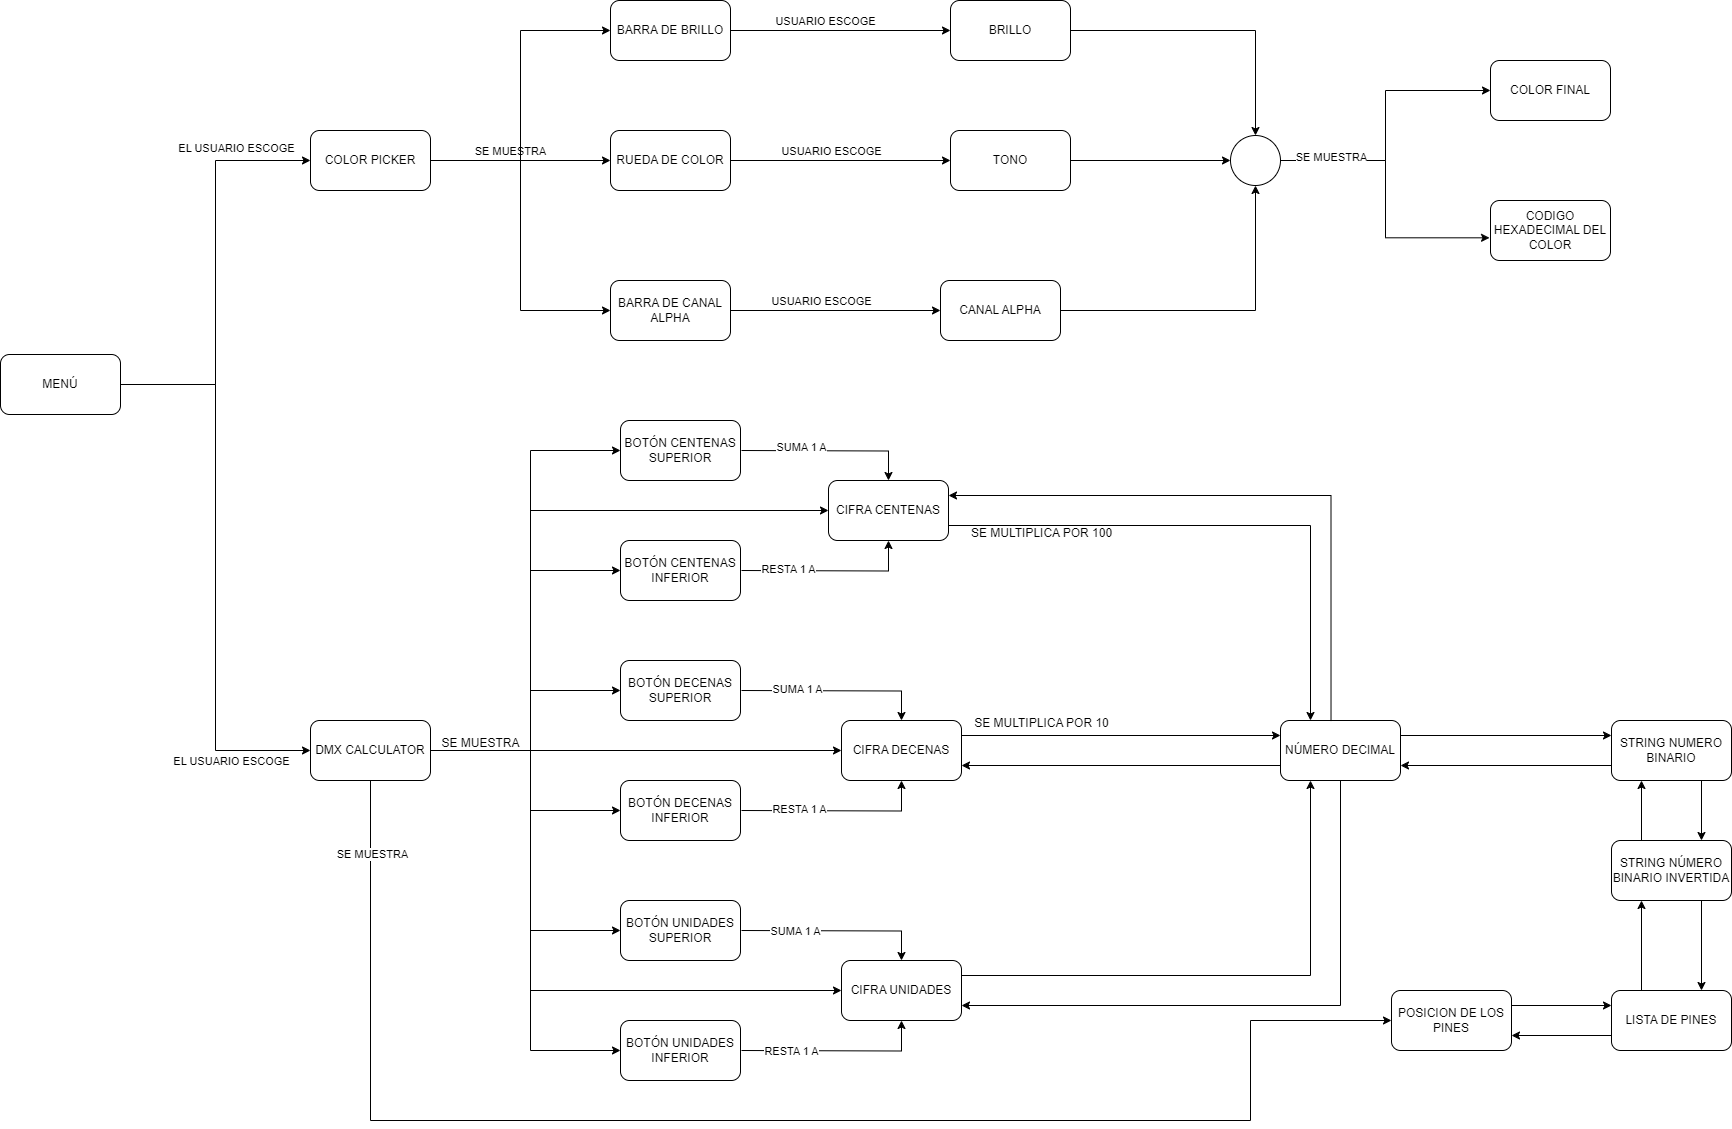 BARRA DE BRILLO
USUARIO ESCOGE
BRILLO
COLOR FINAL
EL USUARIO ESCOGE
COLOR PICKER
SE MUESTRA
RUEDA DE COLOR
USUARIO ESCOGE
TONO
SE MUESTRA
CODIGO
HEXADECIMAL DEL
COLOR
BARRA DE CANAL
ALPHA
USUARIO ESCOGE
CANAL ALPHA
MENÚ
BOTÓN CENTENAS
SUPERIOR
SUMA 1 A
CIFRA CENTENAS
SE MULTIPLICA POR 100
BOTÓN CENTENAS
INFERIOR
RESTA 1 A
BOTÓN DECENAS
SUPERIOR
SUMA 1 A
SE MULTIPLICA POR 10
EL USUARIO ESCOGE
DMX CALCULATOR
SE MUESTRA
CIFRA DECENAS
NÚMERO DECIMAL
STRING NUMERO
BINARIO
BOTÓN DECENAS
INFERIOR
RESTA 1 A
SE MUESTRA
STRING NÚMERO
BINARIO INVERTIDA
BOTÓN UNIDADES
SUPERIOR
SUMA 1 A
CIFRA UNIDADES
POSICION DE LOS
PINES
LISTA DE PINES
BOTÓN UNIDADES
INFERIOR
RESTA 1 A